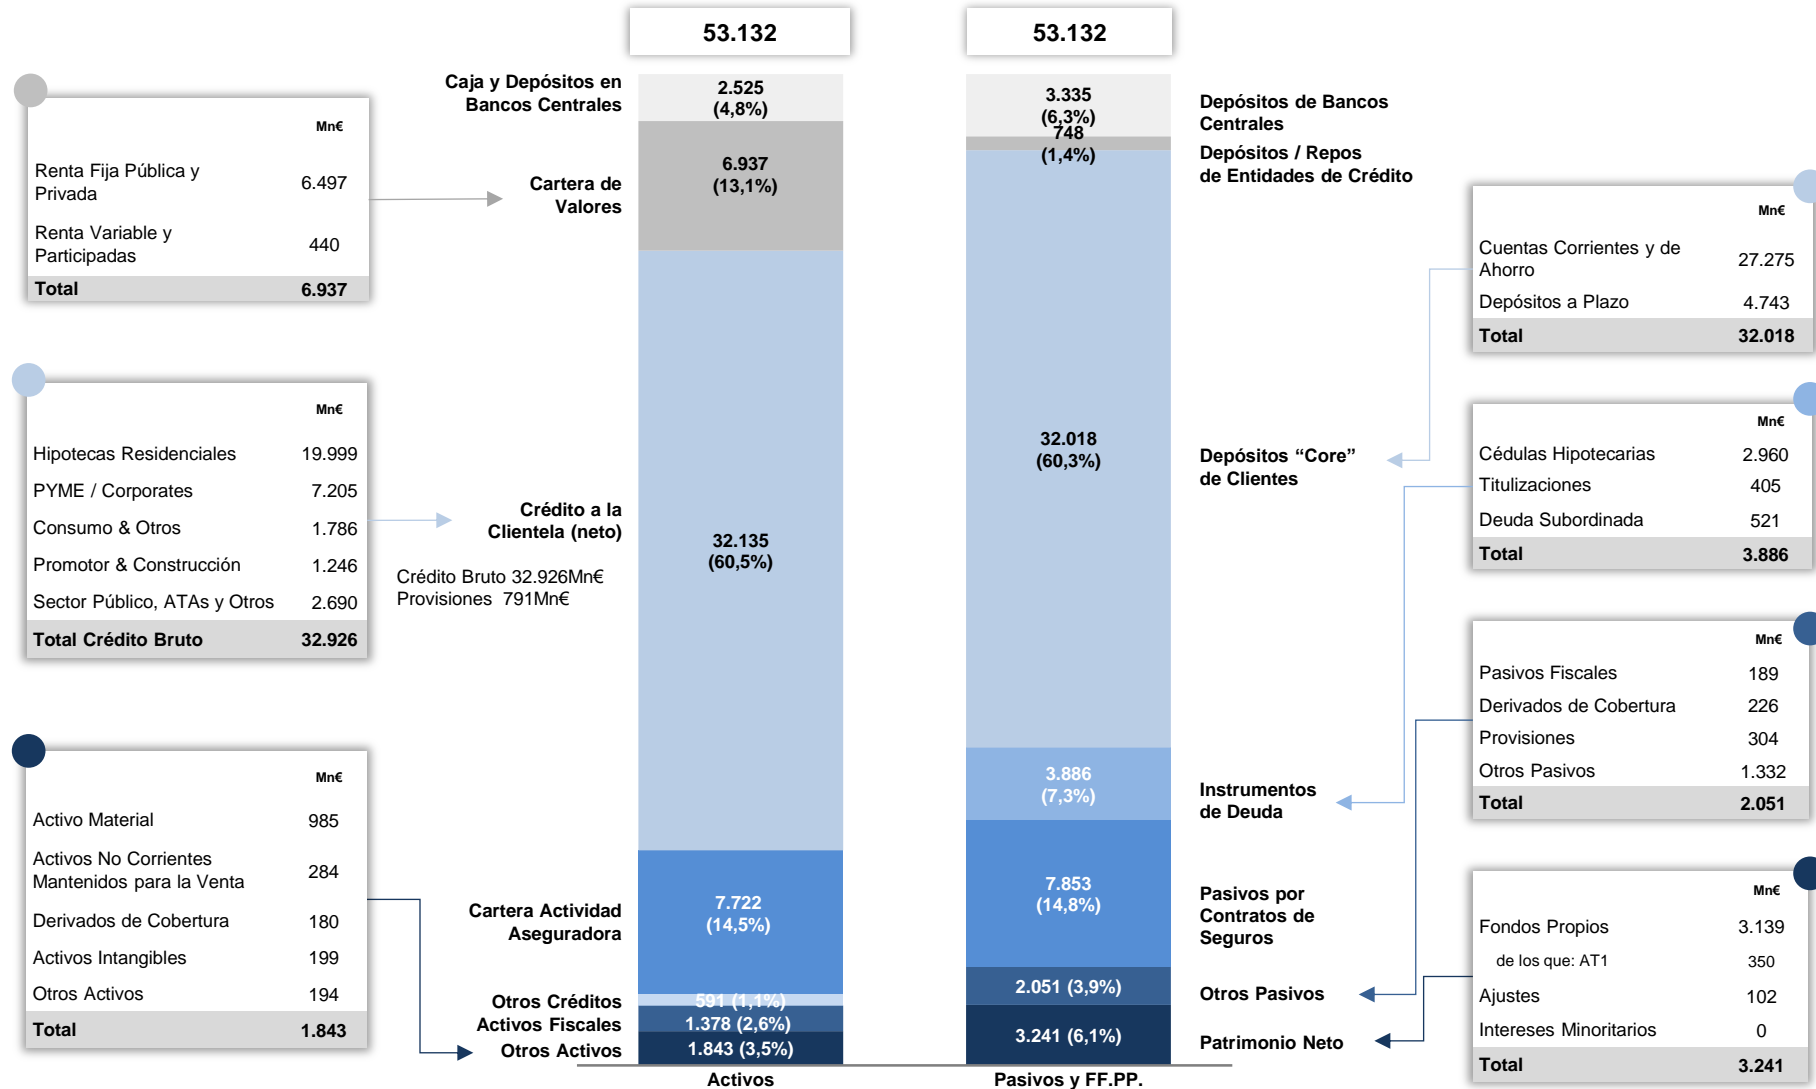 53.132
53.132
Mn€
Renta Fija Pública y
Privada
6.497
Renta Variable y
Participadas
440
Total 6.937
Mn€
Hipotecas Residenciales 19.999
PYME / Corporates 7.205
Consumo & Otros 1.786
Promotor & Construcción 1.246
Sector Público, ATAs y Otros 2.690
Total Crédito Bruto 32.926
Mn€
Activo Material 985
Activos No Corrientes
Mantenidos para la Venta
284
Derivados de Cobertura 180
Activos Intangibles 199
Otros Activos 194
Total 1.843
Caja y Depósitos en
Bancos Centrales
Cartera de
Valores
Crédito a la
Clientela (neto)
Crédito Bruto 32.926Mn€
Provisiones 791Mn€
Cartera Actividad
Aseguradora
Otros Créditos
Activos Fiscales
Otros Activos
2.525
(4,8%)
6.937
(13,1%)
32.135
(60,5%)
7.722
(14,5%)
591 (1,1%)
1.378 (2,6%)
1.843 (3,5%)
Activos
3.335
(6,3%)
748
(1,4%)
32.018
(60,3%)
3.886
(7,3%)
7.853
(14,8%)
2.051 (3,9%)
3.241 (6,1%)
Pasivos y FF.PP.
Depósitos de Bancos
Centrales
Depósitos / Repos
de Entidades de Crédito
Depósitos “Core”
de Clientes
Instrumentos
de Deuda
Pasivos por
Contratos de
Seguros
Otros Pasivos
Patrimonio Neto
Mn€
Cuentas Corrientes y de
Ahorro
27.275
Depósitos a Plazo 4.743
Total 32.018
Mn€
Cédulas Hipotecarias 2.960
Titulizaciones 405
Deuda Subordinada 521
Total 3.886
Mn€
Pasivos Fiscales 189
Derivados de Cobertura 226
Provisiones 304
Otros Pasivos 1.332
Total 2.051
Mn€
Fondos Propios 3.139
de los que: AT1 350
Ajustes 102
Intereses Minoritarios 0
Total 3.241